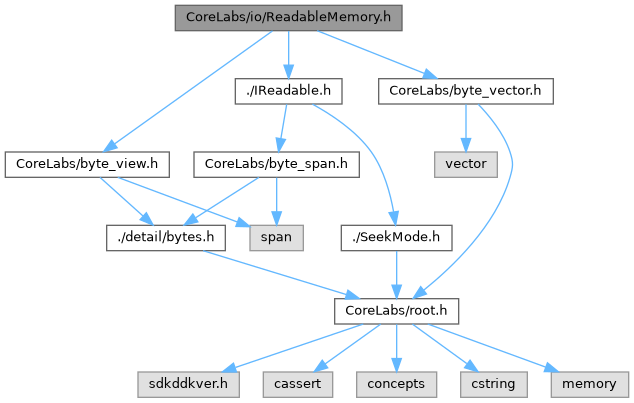 CoreLabs/io/ReadableMemory.h
./IReadable.h
CoreLabs/byte_vector.h
CoreLabs/byte_view.h
CoreLabs/byte_span.h
vector
./detail/bytes.h
span
./SeekMode.h
CoreLabs/root.h
sdkddkver.h
cassert
concepts
cstring
memory